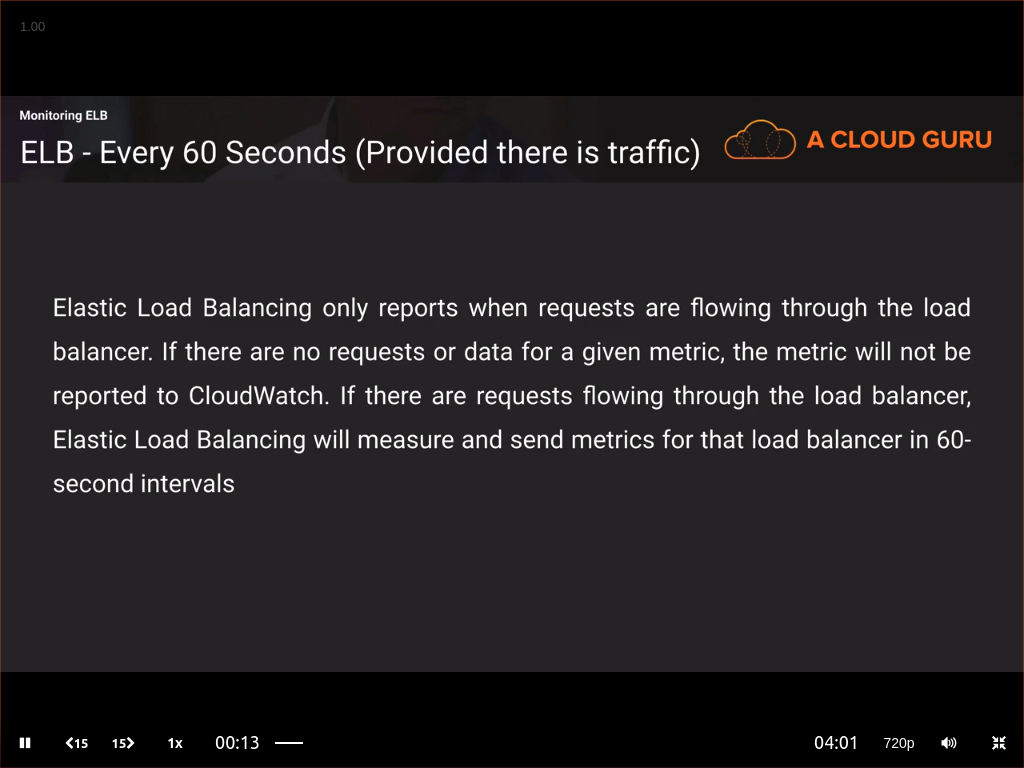 1.00
Monitoring ELB
ELB - Every 60 Seconds (Provided there is traffic)
A CLOUD GURU
Elastic Load Balancing only reports when requests are flowing through the load
balancer. If there are no requests or data for a given metric, the metric will not be
reported to CloudWatch. If there are requests flowing through the load balancer,
Elastic Load Balancing will measure and send metrics for that load balancer in 60-
second intervals
15 15 1x 00:13 04:01 720p